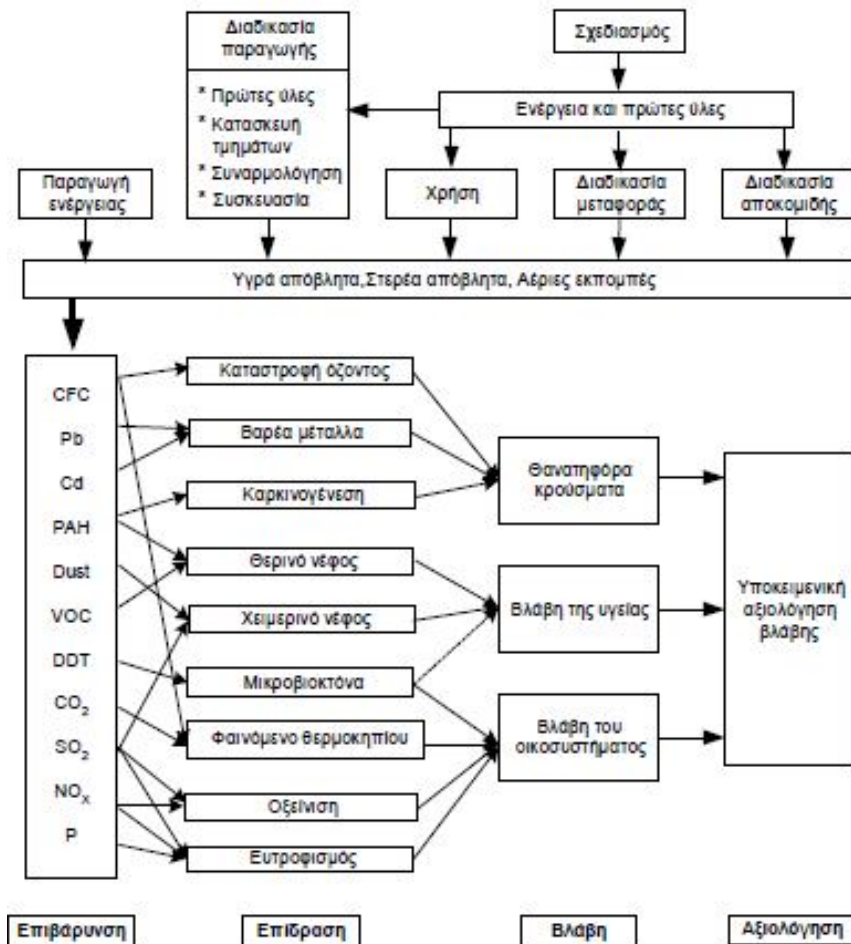 Διαδικασία
παραγωγής
* Πρώτες ύλες
* Κατασκευή
τμημάτων
* Συναρμολόγηση
* Συσκευασία
Σχεδιασμός
Ενέργεια και πρώτες ύλες
Παραγωγή
ενέργειας
Χρήση
Διαδικασία
μεταφοράς
Διαδικασία
αποκομιδής
Υγρά απόβλητα,Στερέα απόβλητα, Αέριες εκπομπές
CFC
Pb
Cd
PAH
Dust
VOC
DDT
CO₂
SO₂
NOₓ
P
Καταστροφή όζοντος
Βαρέα μέταλλα
Καρκινογένεση
Θερινό νέφος
Χειμερινό νέφος
Μικροβιοκτόνα
Φαινόμενο θερμοκηπίου
Οξείνιση
Ευτροφισμός
Θανατηφόρα
κρούσματα
Βλάβη της υγείας
Βλάβη του
οικοσυστήματος
Υποκειμενική
αξιολόγηση
βλάβης
Επιβάρυνση
Επίδραση
Βλάβη
Αξιολόγηση